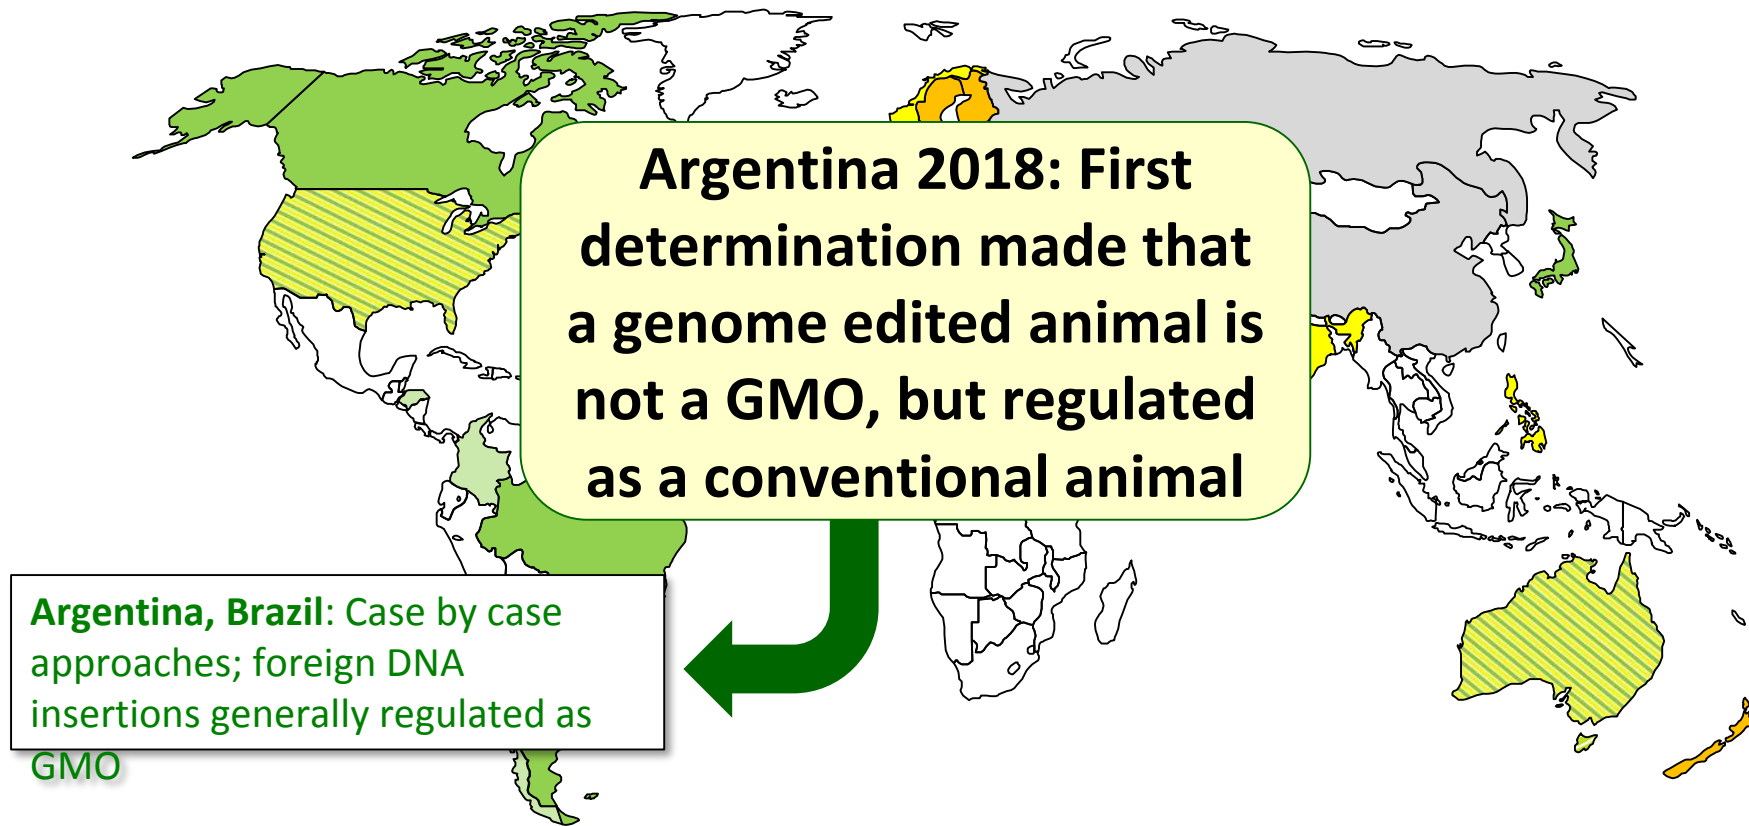 Argentina 2018: First
determination made that
a genome edited animal is
not a GMO, but regulated
as a conventional animal
Argentina, Brazil: Case by case
approaches; foreign DNA
insertions generally regulated as
GMO